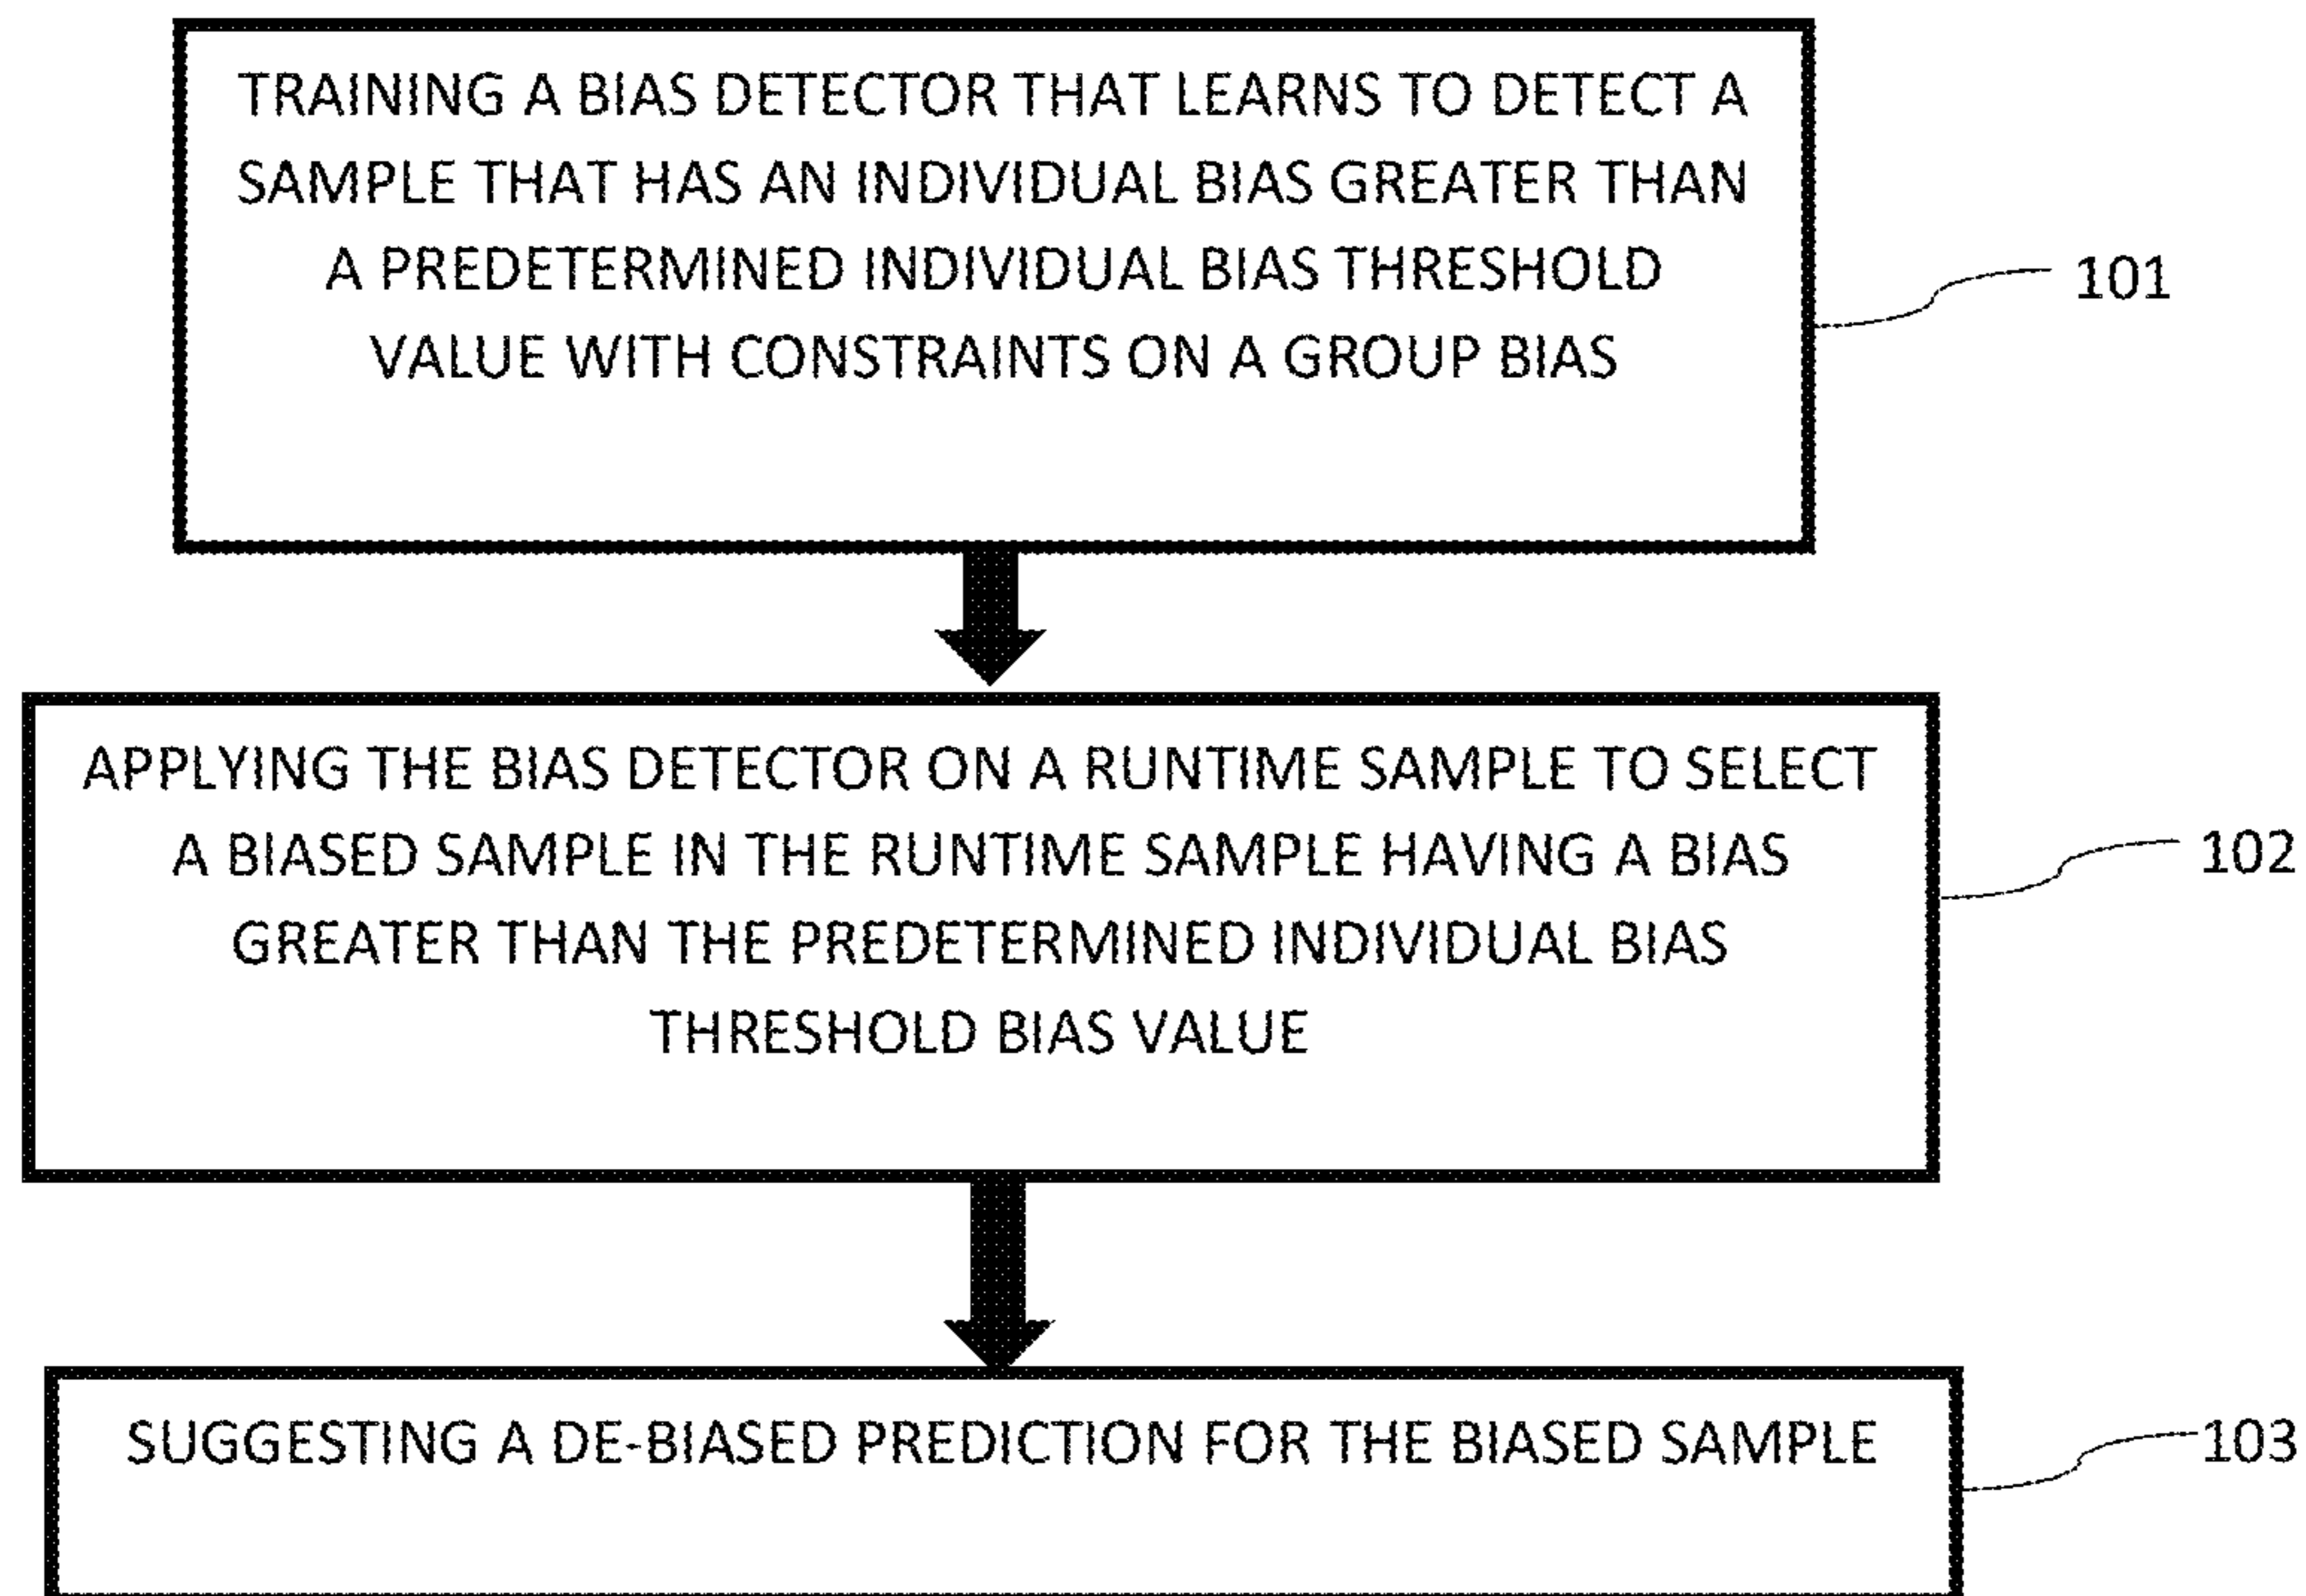 TRAINING A BIAS DETECTOR THAT LEARNS TO DETECT A
SAMPLE THAT HAS AN INDIVIDUAL BIAS GREATER THAN
A PREDETERMINED INDIVIDUAL BIAS THRESHOLD
VALUE WITH CONSTRAINTS ON A GROUP BIAS
101
APPLYING THE BIAS DETECTOR ON A RUNTIME SAMPLE TO SELECT
A BIASED SAMPLE IN THE RUNTIME SAMPLE HAVING A BIAS
GREATER THAN THE PREDETERMINED INDIVIDUAL BIAS
THRESHOLD BIAS VALUE
102
SUGGESTING A DE-BIASED PREDICTION FOR THE BIASED SAMPLE
103